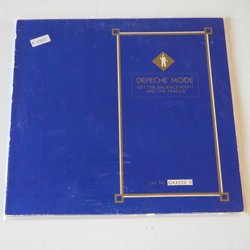 DEPECHE MODE
GET THE BALANCE RIGHT
AND LIVE TRACKS